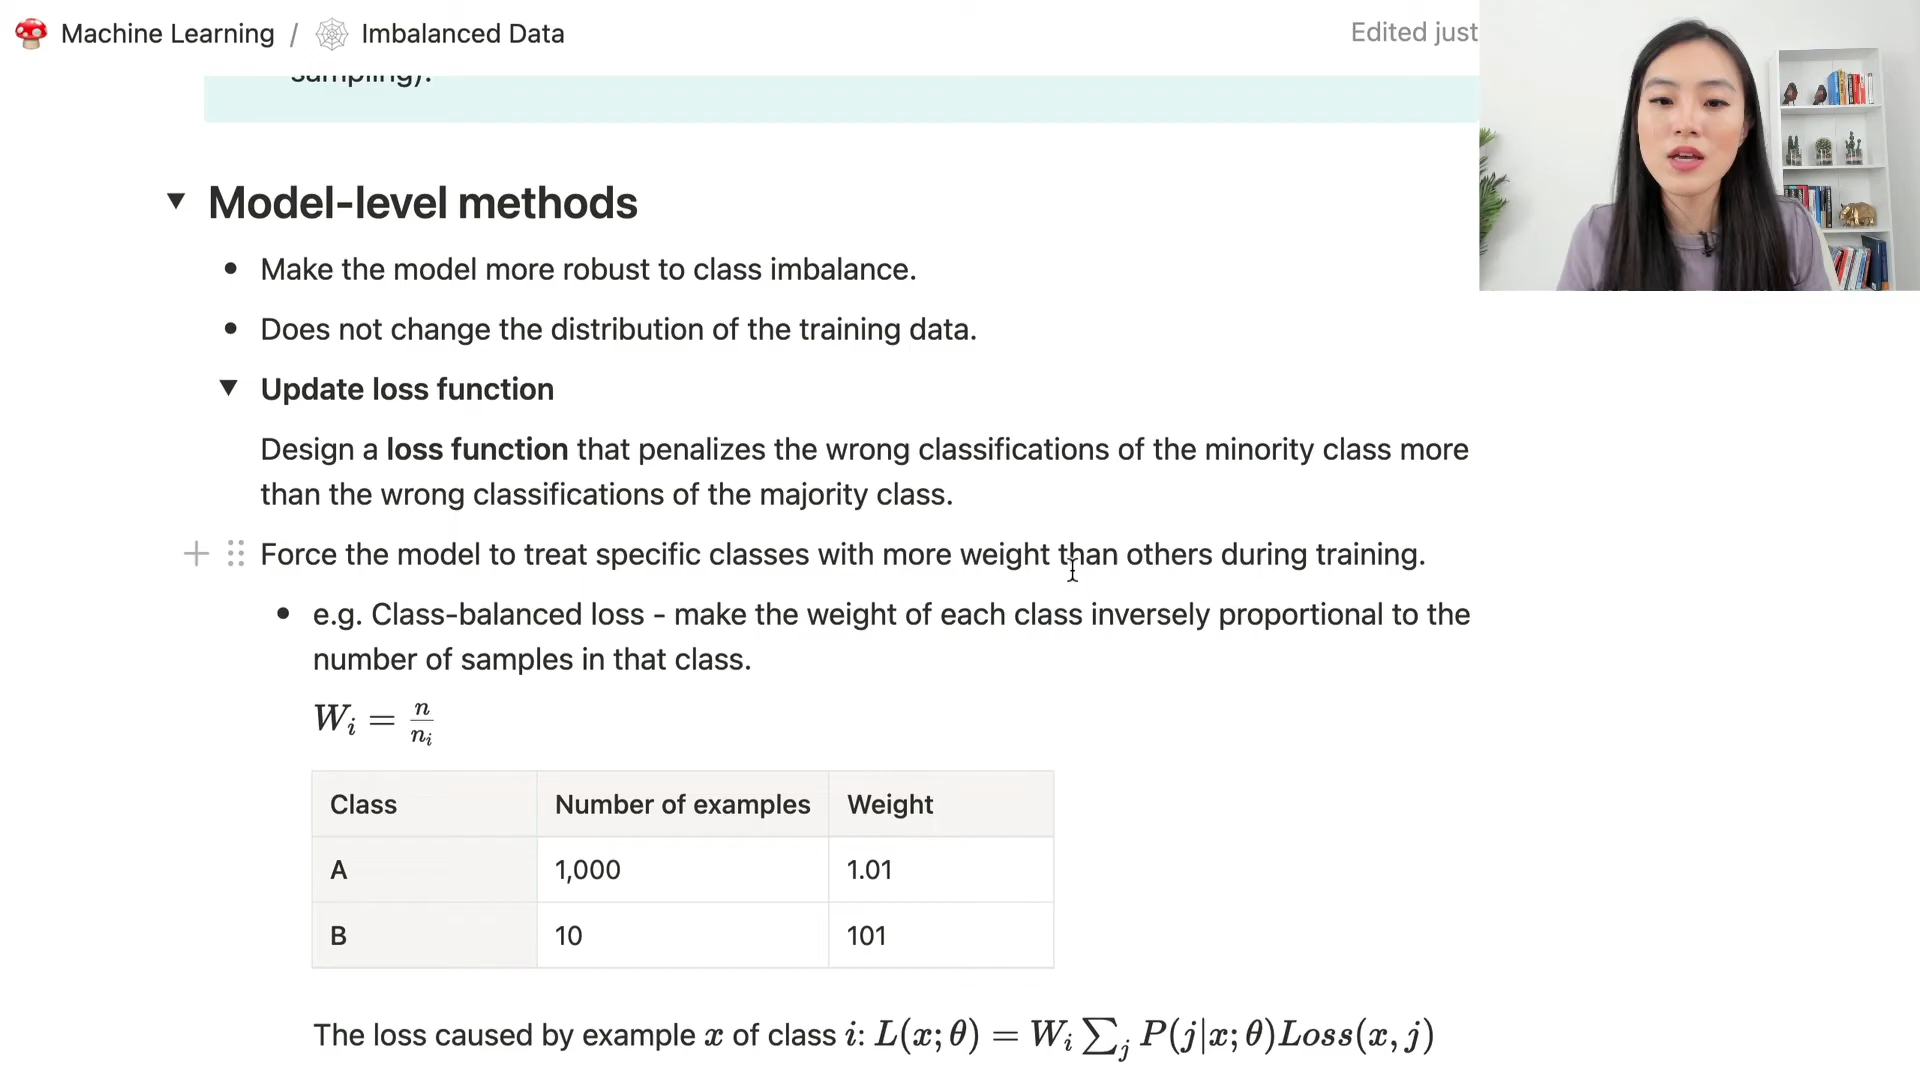 Machine Learning / Imbalanced Data
Edited just
sampling).
Model-level methods
Make the model more robust to class imbalance.
Does not change the distribution of the training data.
Update loss function
Design a loss function that penalizes the wrong classifications of the minority class more
than the wrong classifications of the majority class.
Force the model to treat specific classes with more weight than others during training.
e.g. Class-balanced loss - make the weight of each class inversely proportional to the
number of samples in that class.
W_i = n/n_i
Class Number of examples Weight
A 1,000 1.01
B 10 101
The loss caused by example x of class i: L(x; θ) = W_i ∑_j P(j|x; θ)Loss(x, j)